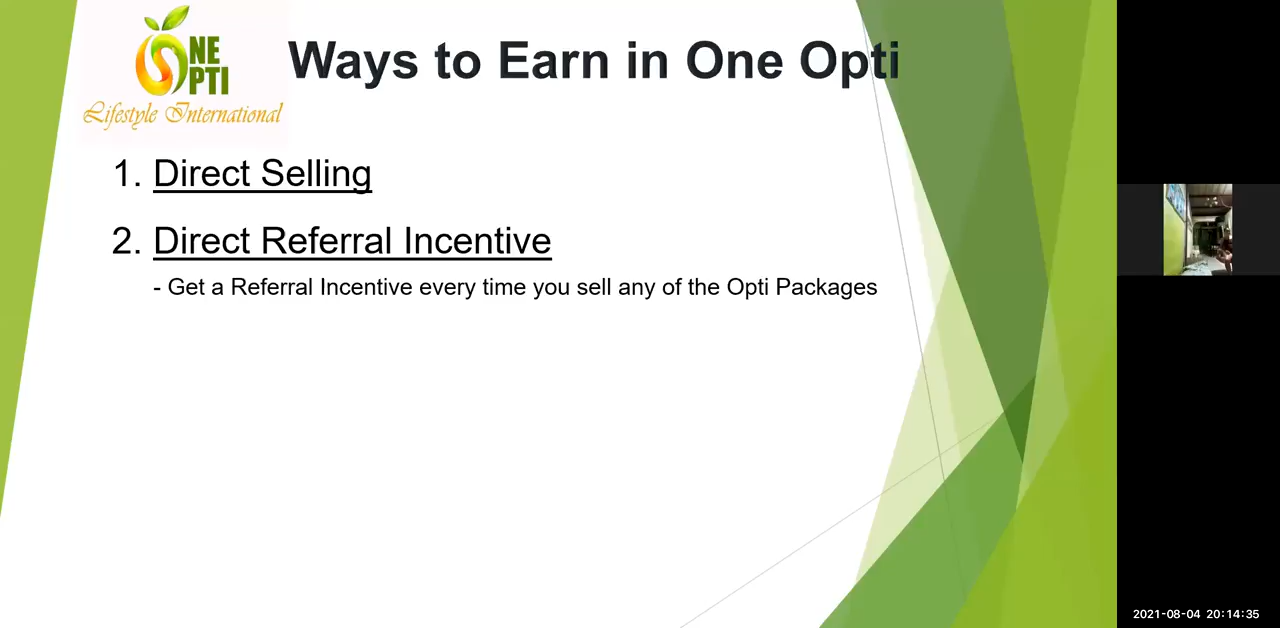 ONE
OPTI
Lifestyle International
Ways to Earn in One Opti
1. Direct Selling
2. Direct Referral Incentive
- Get a Referral Incentive every time you sell any of the Opti Packages
2021-08-04 20:14:35